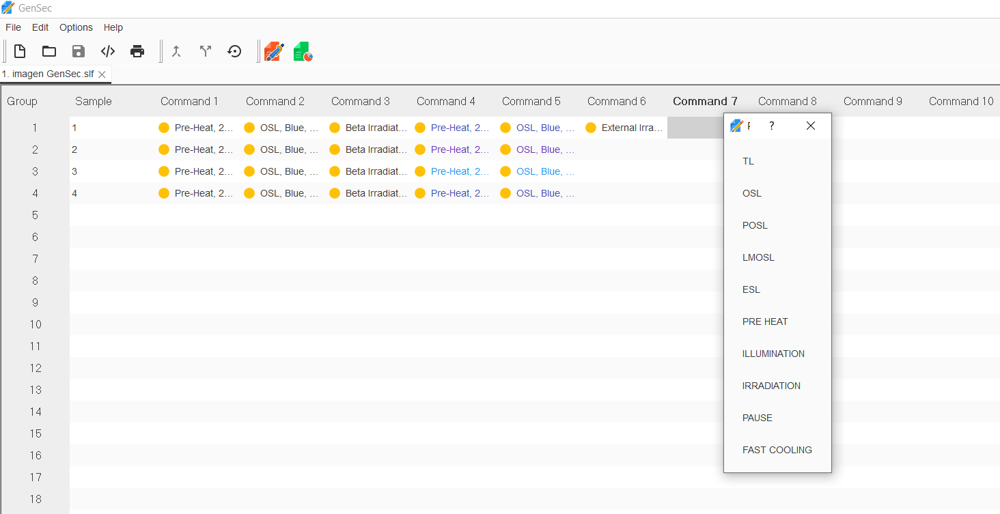 GenSec
File Edit Options Help
1. imagen GenSec.slf
Group Sample Command 1 Command 2 Command 3 Command 4 Command 5 Command 6 Command 7 Command 8 Command 9 Command 10
1 1 Pre-Heat, 2... OSL, Blue, ... Beta Irradiat... Pre-Heat, 2... OSL, Blue, ... External Irra...
2 2 Pre-Heat, 2... OSL, Blue, ... Beta Irradiat... Pre-Heat, 2... OSL, Blue, ...
3 3 Pre-Heat, 2... OSL, Blue, ... Beta Irradiat... Pre-Heat, 2... OSL, Blue, ...
4 4 Pre-Heat, 2... OSL, Blue, ... Beta Irradiat... Pre-Heat, 2... OSL, Blue, ...
5
6
7
8
9
10
11
12
13
14
15
16
17
18
?
TL
OSL
POSL
LMOSL
ESL
PRE HEAT
ILLUMINATION
IRRADIATION
PAUSE
FAST COOLING